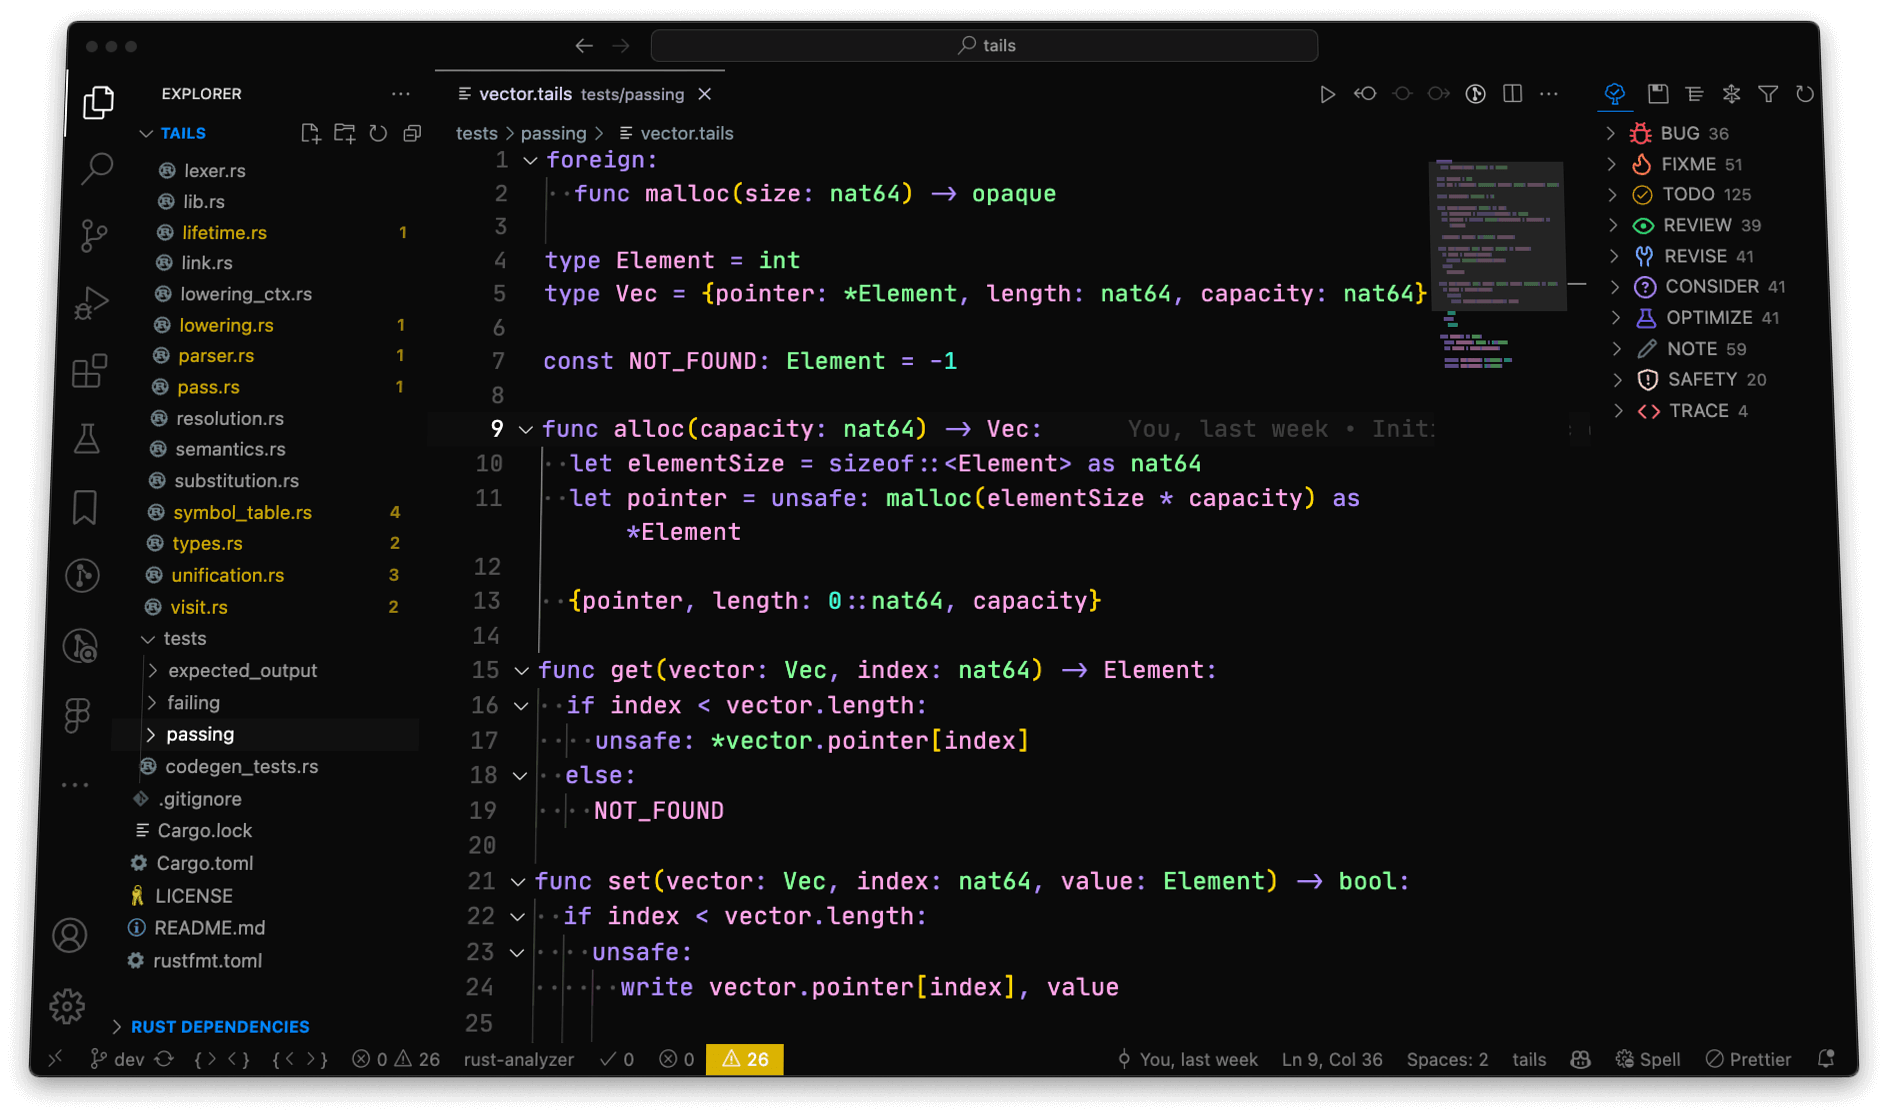 tails
EXPLORER
TAILS
lexer.rs
lib.rs
lifetime.rs 1
link.rs
lowering_ctx.rs
lowering.rs 1
parser.rs 1
pass.rs 1
resolution.rs
semantics.rs
substitution.rs
symbol_table.rs 4
types.rs 2
unification.rs 3
visit.rs 2
tests
expected_output
failing
passing
codegen_tests.rs
.gitignore
Cargo.lock
Cargo.toml
LICENSE
README.md
rustfmt.toml
RUST DEPENDENCIES
vector.tails tests/passing
tests > passing > vector.tails
1 foreign:
2 func malloc(size: nat64) -> opaque
3
4 type Element = int
5 type Vec = {pointer: *Element, length: nat64, capacity: nat64}
6
7 const NOT_FOUND: Element = -1
8
9 func alloc(capacity: nat64) -> Vec: You, last week • Initi
10 let elementSize = sizeof::<Element> as nat64
11 let pointer = unsafe: malloc(elementSize * capacity) as
*Element
12
13 {pointer, length: 0::nat64, capacity}
14
15 func get(vector: Vec, index: nat64) -> Element:
16 if index < vector.length:
17 unsafe: *vector.pointer[index]
18 else:
19 NOT_FOUND
20
21 func set(vector: Vec, index: nat64, value: Element) -> bool:
22 if index < vector.length:
23 unsafe:
24 write vector.pointer[index], value
25
BUG 36
FIXME 51
TODO 125
REVIEW 39
REVISE 41
CONSIDER 41
OPTIMIZE 41
NOTE 59
SAFETY 20
TRACE 4
dev {> <} {< >} 0 26 rust-analyzer 0 0 26 You, last week Ln 9, Col 36 Spaces: 2 tails Spell Prettier